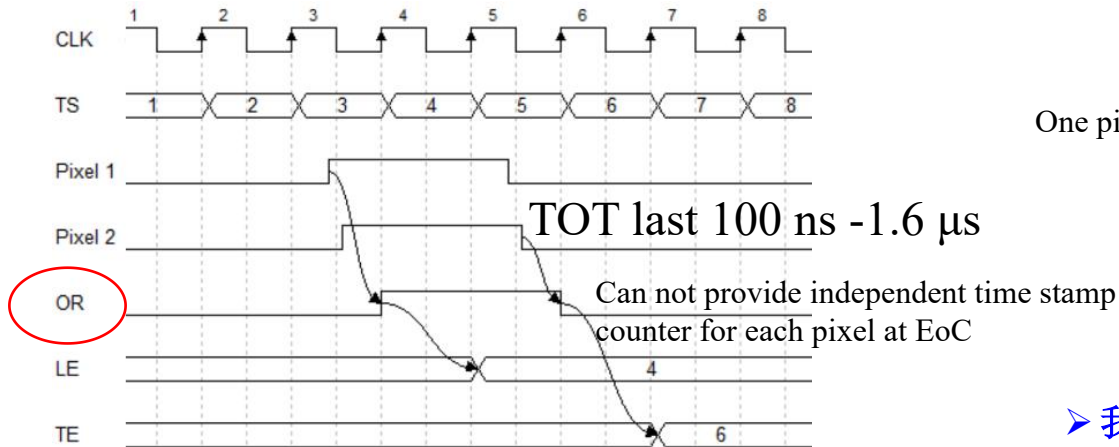 1 2 3 4 5 6 7 8
CLK
TS 1 2 3 4 5 6 7 8
One pi
Pixel 1
TOT last 100 ns -1.6 μs
Pixel 2
Can not provide independent time stamp
OR
counter for each pixel at EoC
LE 4
➢ 我
TE 6